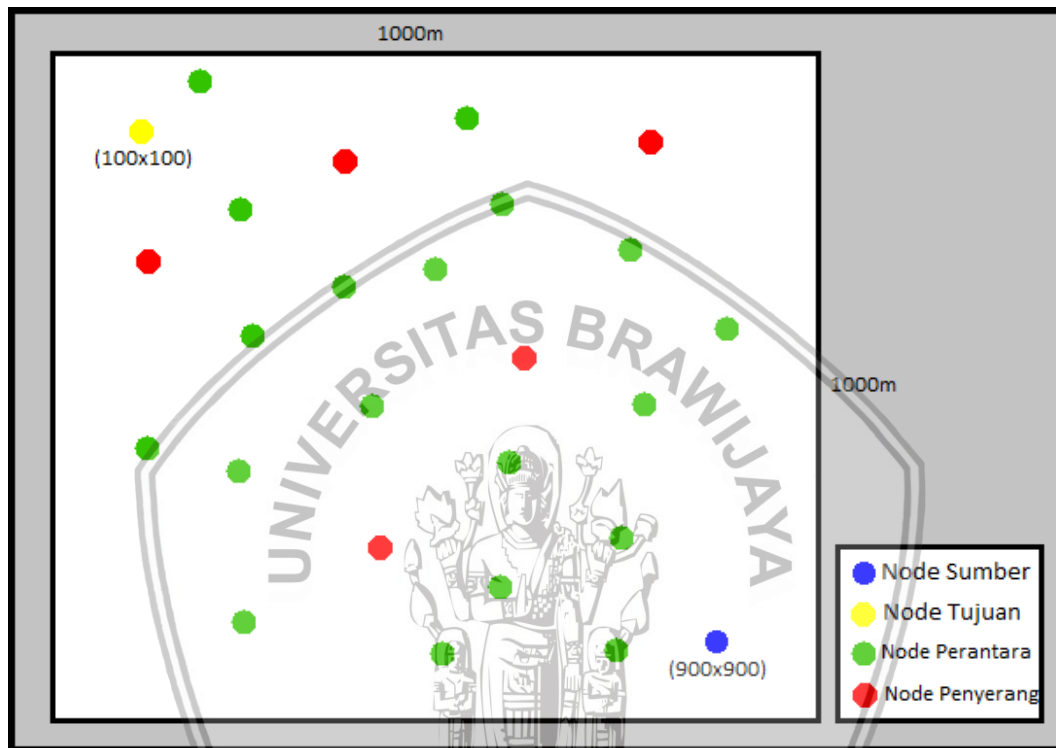 1000m
(100x100)
UNIVERSITAS BRAWIJAYA
1000m
(900x900)
Node Sumber
Node Tujuan
Node Perantara
Node Penyerang